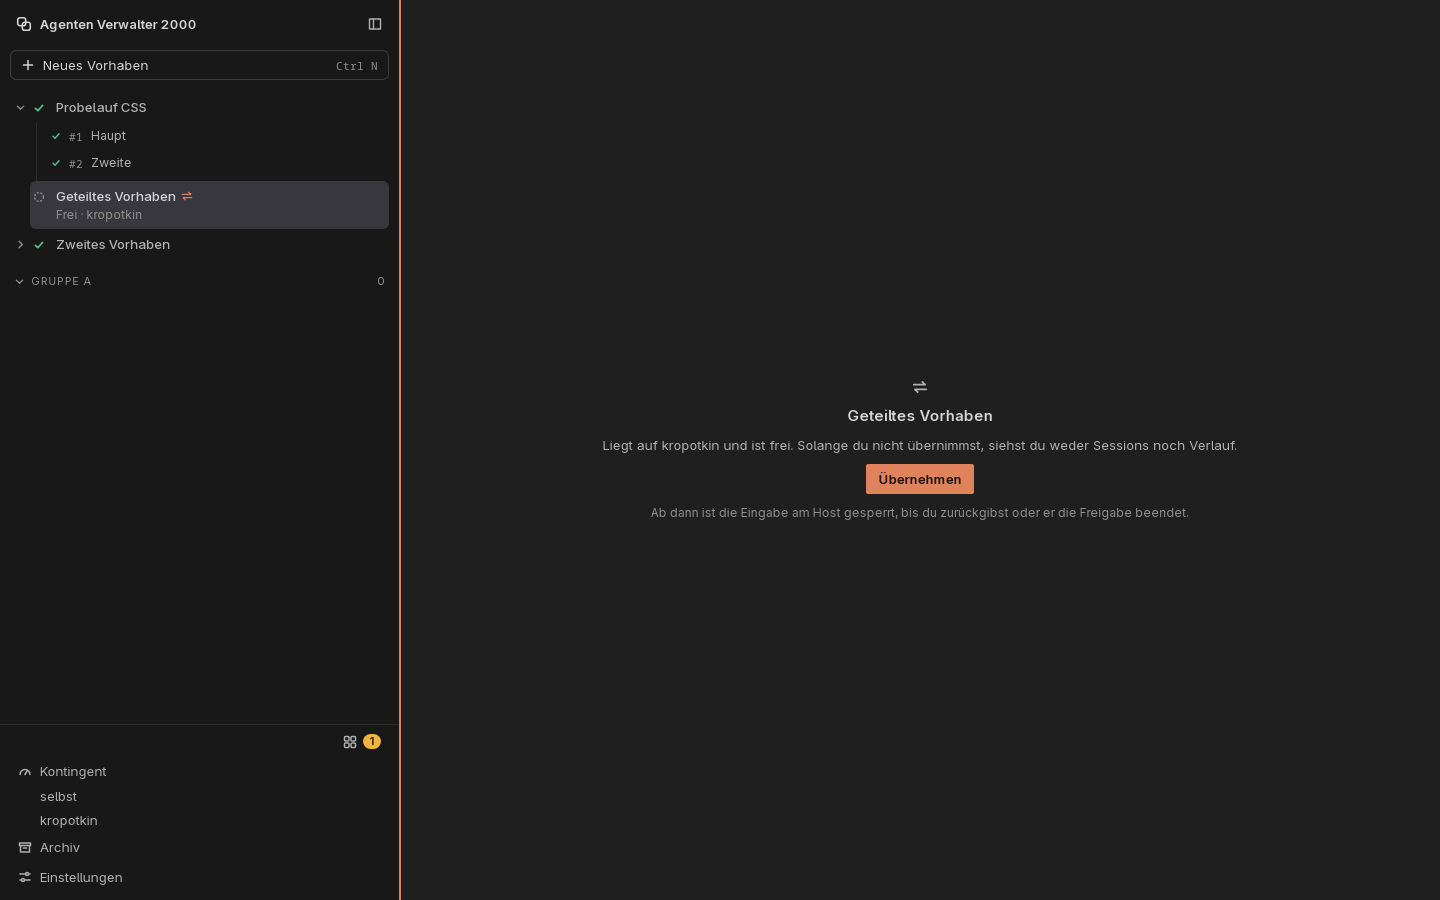 Agenten Verwalter 2000
Neues Vorhaben Ctrl N
Probelauf CSS
#1 Haupt
#2 Zweite
Geteiltes Vorhaben
Frei · kropotkin
Zweites Vorhaben
GRUPPE A 0
1
Kontingent
selbst
kropotkin
Archiv
Einstellungen
Geteiltes Vorhaben
Liegt auf kropotkin und ist frei. Solange du nicht übernimmst, siehst du weder Sessions noch Verlauf.
Übernehmen
Ab dann ist die Eingabe am Host gesperrt, bis du zurückgibst oder er die Freigabe beendet.